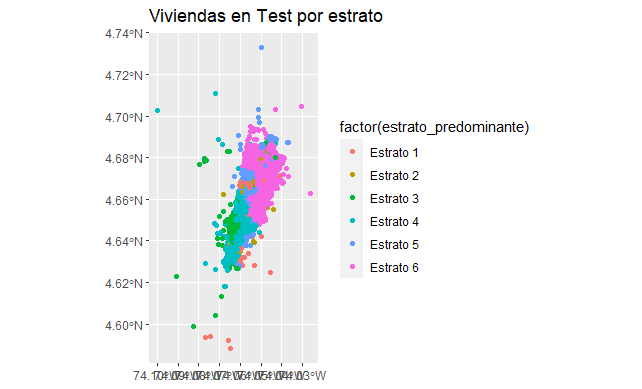 Viviendas en Test por estrato
4.74°N
4.72°N
4.70°N
4.68°N
4.66°N
4.64°N
4.62°N
4.60°N
factor(estrato_predominante)
Estrato 1
Estrato 2
Estrato 3
Estrato 4
Estrato 5
Estrato 6